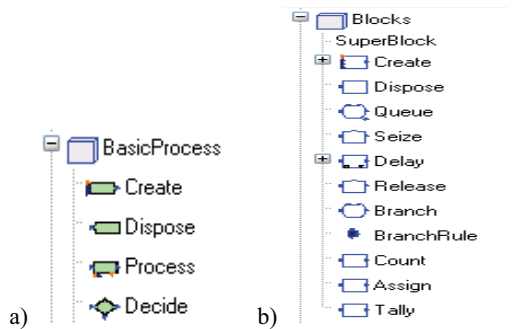 BasicProcess
Create
Dispose
Process
Decide
a)
Blocks
SuperBlock
Create
Dispose
Queue
Seize
Delay
Release
Branch
BranchRule
Count
Assign
Tally
b)